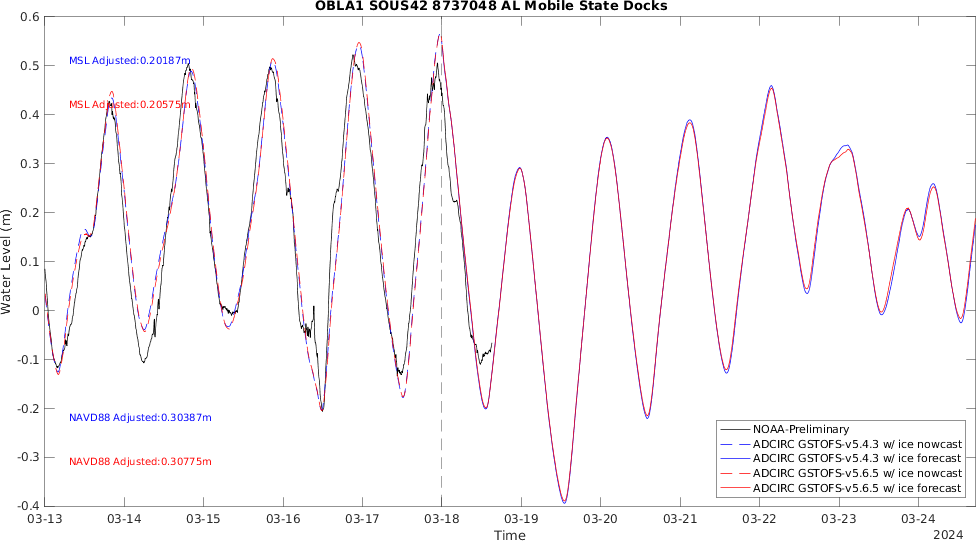 OBLA1 SOUS42 8737048 AL Mobile State Docks
0.6
0.5
0.4
0.3
0.2
0.1
0
-0.1
-0.2
-0.3
-0.4
Water Level (m)
MSL Adjusted:0.20187m
MSL Adjusted:0.20575m
NAVD88 Adjusted:0.30387m
NAVD88 Adjusted:0.30775m
NOAA-Preliminary
ADCIRC GSTOFS-v5.4.3 w/ ice nowcast
ADCIRC GSTOFS-v5.4.3 w/ ice forecast
ADCIRC GSTOFS-v5.6.5 w/ ice nowcast
ADCIRC GSTOFS-v5.6.5 w/ ice forecast
03-13 03-14 03-15 03-16 03-17 03-18 03-19 03-20 03-21 03-22 03-23 03-24
Time
2024